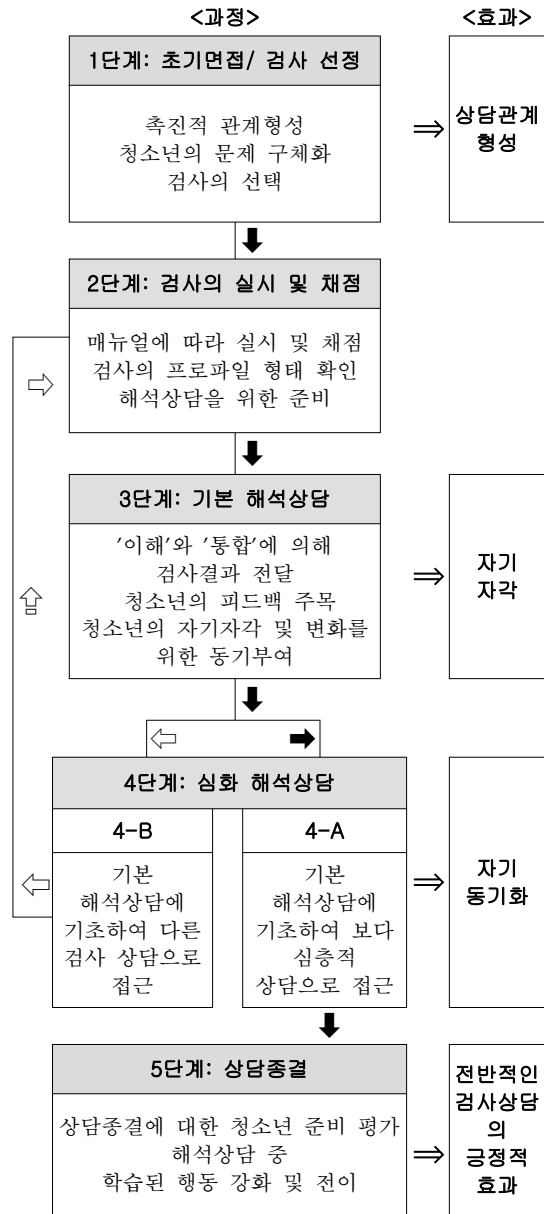 <과정>
<효과>
1단계: 초기면접/ 검사 선정
촉진적 관계형성
청소년의 문제 구체화
검사의 선택
⇒
상담관계
형성
2단계: 검사의 실시 및 채점
매뉴얼에 따라 실시 및 채점
검사의 프로파일 형태 확인
해석상담을 위한 준비
3단계: 기본 해석상담
'이해'와 '통합'에 의해
검사결과 전달
청소년의 피드백 주목
청소년의 자기자각 및 변화를
위한 동기부여
⇒
자기
자각
4단계: 심화 해석상담
4-B
기본
해석상담에
기초하여 다른
검사 상담으로
접근
4-A
기본
해석상담에
기초하여 보다
심층적
상담으로 접근
⇒
자기
동기화
5단계: 상담종결
상담종결에 대한 청소년 준비 평가
해석상담 중
학습된 행동 강화 및 전이
⇒
전반적인
검사상담
의
긍정적
효과